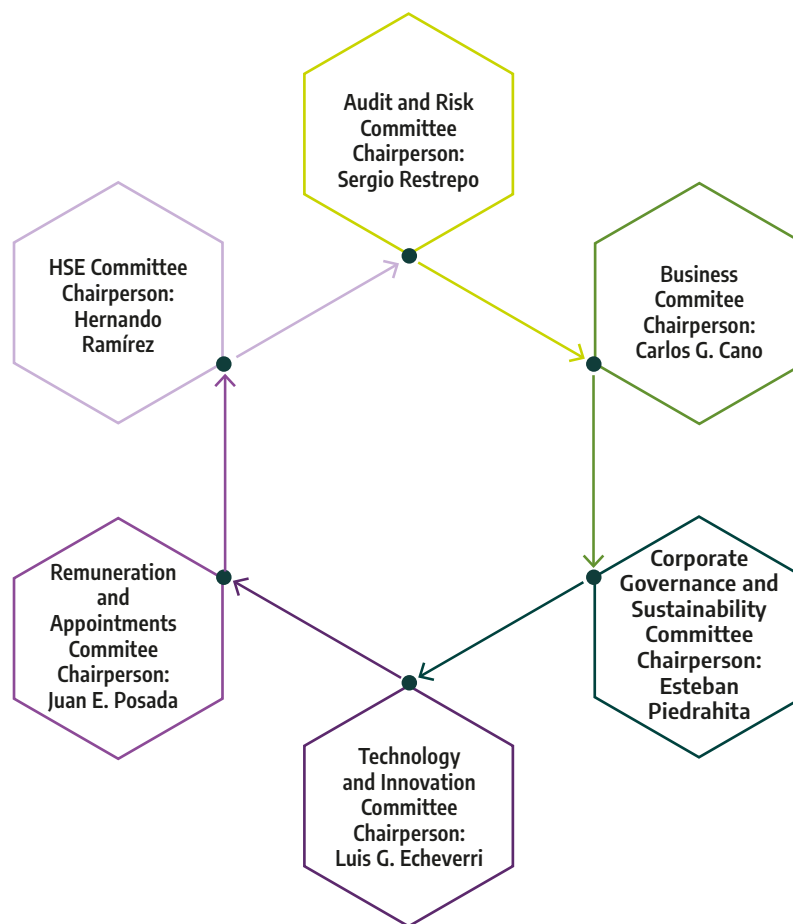 Audit and Risk
Committee
Chairperson:
Sergio Restrepo
HSE Committee
Chairperson:
Hernando
Ramírez
Business
Commitee
Chairperson:
Carlos G. Cano
Remuneration
and
Appointments
Commitee
Chairperson:
Juan E. Posada
Corporate
Governance and
Sustainability
Committee
Chairperson:
Esteban
Piedrahita
Technology
and Innovation
Committee
Chairperson:
Luis G. Echeverri